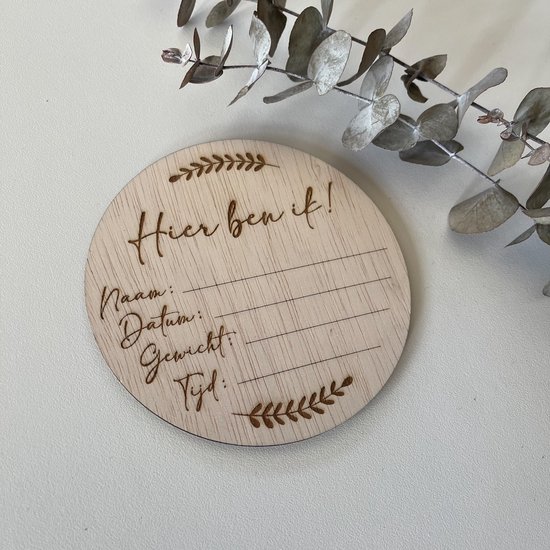 Hier ben ik!
Naam:
Datum:
Gewicht:
Tijd: